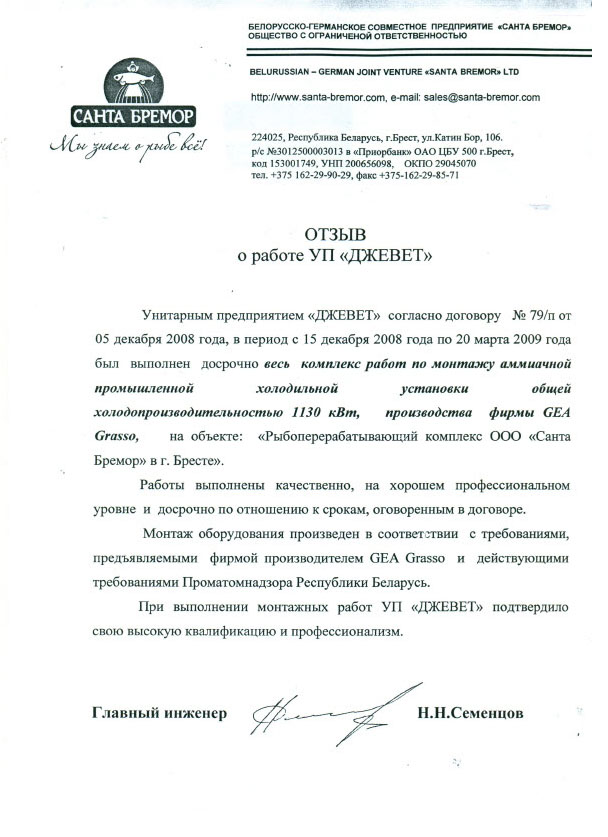 БЕЛОРУССКО-ГЕРМАНСКОЕ СОВМЕСТНОЕ ПРЕДПРИЯТИЕ «САНТА БРЕМОР»
ОБЩЕСТВО С ОГРАНИЧЕНОЙ ОТВЕТСТВЕННОСТЬЮ
BELURUSSIAN – GERMAN JOINT VENTURE «SANTA BREMOR» LTD
http://www.santa-bremor.com, e-mail: sales@santa-bremor.com
САНТА БРЕМОР
Мы знаем о рыбе всё!
224025, Республика Беларусь, г.Брест, ул.Катин Бор, 106.
р/с №3012500003013 в «Приорбанк» ОАО ЦБУ 500 г.Брест,
код 153001749, УНП 200656098, ОКПО 29045070
тел. +375 162-29-90-29, факс +375-162-29-85-71
ОТЗЫВ
о работе УП «ДЖЕВЕТ»
Унитарным предприятием «ДЖЕВЕТ» согласно договору № 79/п от
05 декабря 2008 года, в период с 15 декабря 2008 года по 20 марта 2009 года
был выполнен досрочно весь комплекс работ по монтажу аммиачной
промышленной холодильной установки общей
холодопроизводительностью 1130 кВт, производства фирмы GEA
Grasso, на объекте: «Рыбоперерабатывающий комплекс ООО «Санта
Бремор» в г. Бресте».
Работы выполнены качественно, на хорошем профессиональном
уровне и досрочно по отношению к срокам, оговоренным в договоре.
Монтаж оборудования произведен в соответствии с требованиями,
предъявляемыми фирмой производителем GEA Grasso и действующими
требованиями Проматомнадзора Республики Беларусь.
При выполнении монтажных работ УП «ДЖЕВЕТ» подтвердило
свою высокую квалификацию и профессионализм.
Главный инженер Н.Н.Семенцов